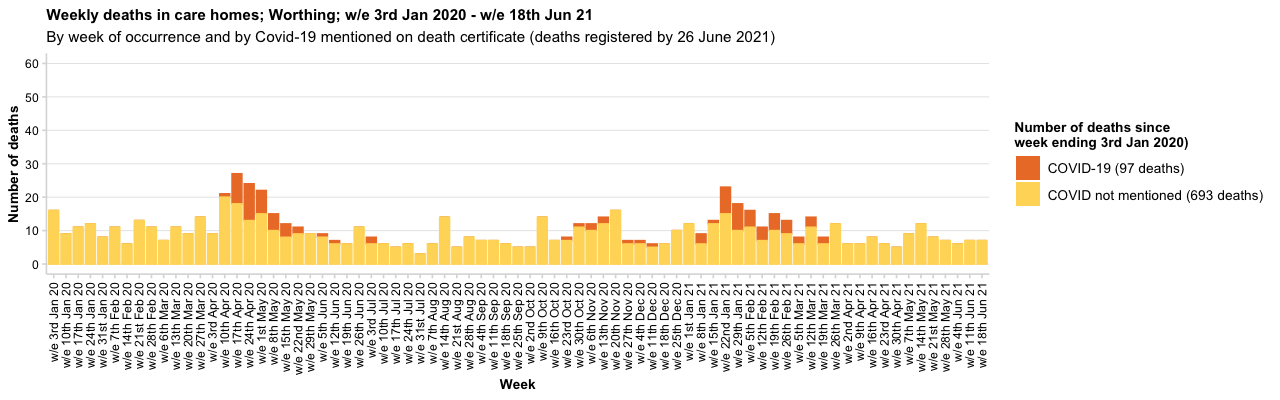 Weekly deaths in care homes; Worthing; w/e 3rd Jan 2020 - w/e 18th Jun 21
By week of occurrence and by Covid-19 mentioned on death certificate (deaths registered by 26 June 2021)
Number of deaths
60
50
40
30
20
10
0
w/e 3rd Jan 20
w/e 10th Jan 20
w/e 17th Jan 20
w/e 24th Jan 20
w/e 31st Jan 20
w/e 7th Feb 20
w/e 14th Feb 20
w/e 21st Feb 20
w/e 28th Feb 20
w/e 6th Mar 20
w/e 13th Mar 20
w/e 20th Mar 20
w/e 27th Mar 20
w/e 3rd Apr 20
w/e 10th Apr 20
w/e 17th Apr 20
w/e 24th Apr 20
w/e 1st May 20
w/e 8th May 20
w/e 15th May 20
w/e 22nd May 20
w/e 29th May 20
w/e 5th Jun 20
w/e 12th Jun 20
w/e 19th Jun 20
w/e 26th Jun 20
w/e 3rd Jul 20
w/e 10th Jul 20
w/e 17th Jul 20
w/e 24th Jul 20
w/e 31st Jul 20
w/e 7th Aug 20
w/e 14th Aug 20
w/e 21st Aug 20
w/e 28th Aug 20
w/e 4th Sep 20
w/e 11th Sep 20
w/e 18th Sep 20
w/e 25th Sep 20
w/e 2nd Oct 20
w/e 9th Oct 20
w/e 16th Oct 20
w/e 23rd Oct 20
w/e 30th Oct 20
w/e 6th Nov 20
w/e 13th Nov 20
w/e 20th Nov 20
w/e 27th Nov 20
w/e 4th Dec 20
w/e 11th Dec 20
w/e 18th Dec 20
w/e 25th Dec 20
w/e 1st Jan 21
w/e 8th Jan 21
w/e 15th Jan 21
w/e 22nd Jan 21
w/e 29th Jan 21
w/e 5th Feb 21
w/e 12th Feb 21
w/e 19th Feb 21
w/e 26th Feb 21
w/e 5th Mar 21
w/e 12th Mar 21
w/e 19th Mar 21
w/e 26th Mar 21
w/e 2nd Apr 21
w/e 9th Apr 21
w/e 16th Apr 21
w/e 23rd Apr 21
w/e 30th Apr 21
w/e 7th May 21
w/e 14th May 21
w/e 21st May 21
w/e 28th May 21
w/e 4th Jun 21
w/e 11th Jun 21
w/e 18th Jun 21
Week
Number of deaths since
week ending 3rd Jan 2020)
COVID-19 (97 deaths)
COVID not mentioned (693 deaths)